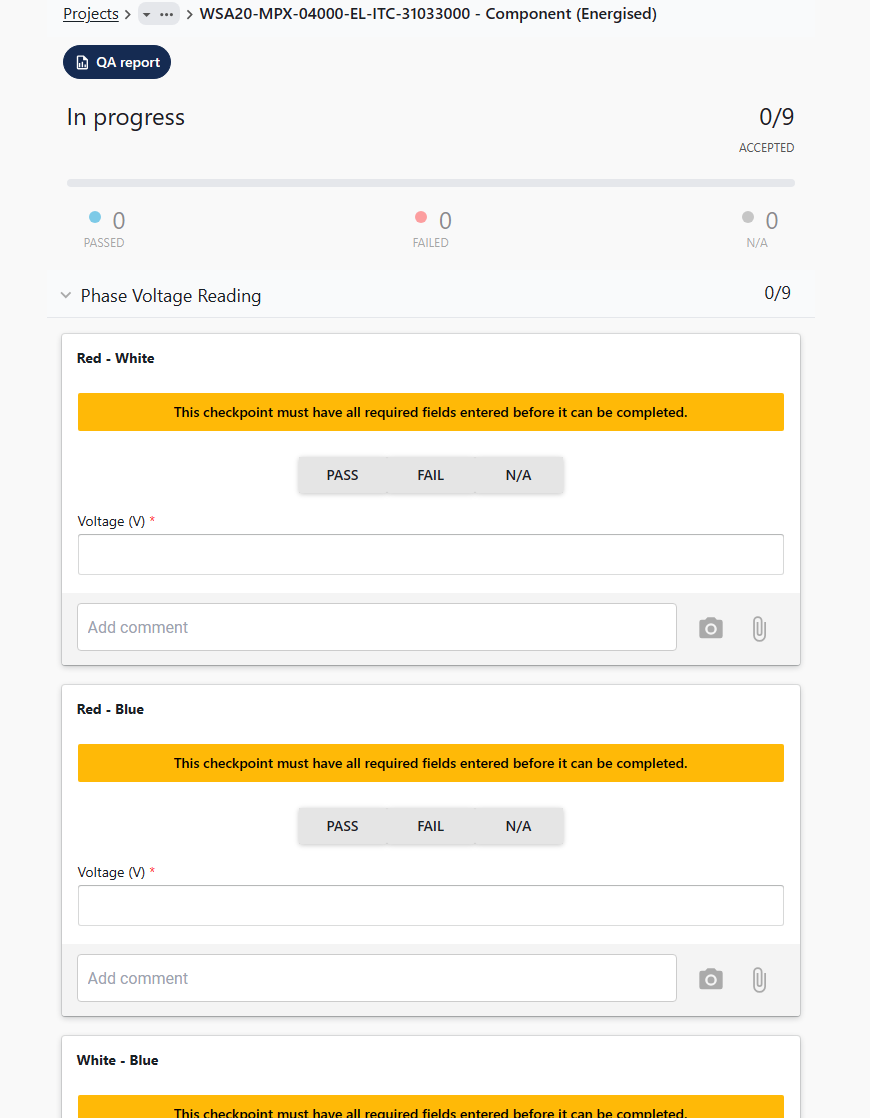 Projects > ... > WSA20-MPX-04000-EL-ITC-31033000 - Component (Energised)
QA report
In progress
0/9
ACCEPTED
0
PASSED
0
FAILED
0
N/A
Phase Voltage Reading
0/9
Red - White
This checkpoint must have all required fields entered before it can be completed.
PASS FAIL N/A
Voltage (V) *
Add comment
Red - Blue
This checkpoint must have all required fields entered before it can be completed.
PASS FAIL N/A
Voltage (V) *
Add comment
White - Blue
This checkpoint must have all required fields entered before it can be completed.